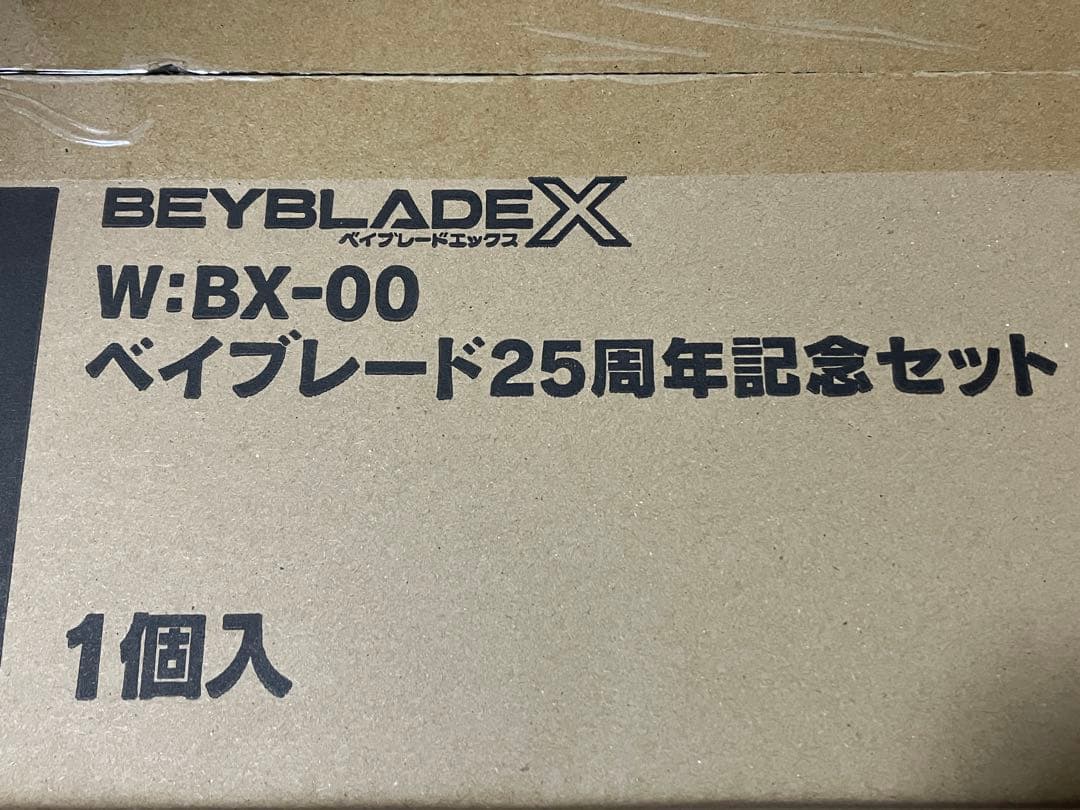 BEYBLADE X
ベイブレードエックス
W:BX-00
ベイブレード25周年記念セット
1個入